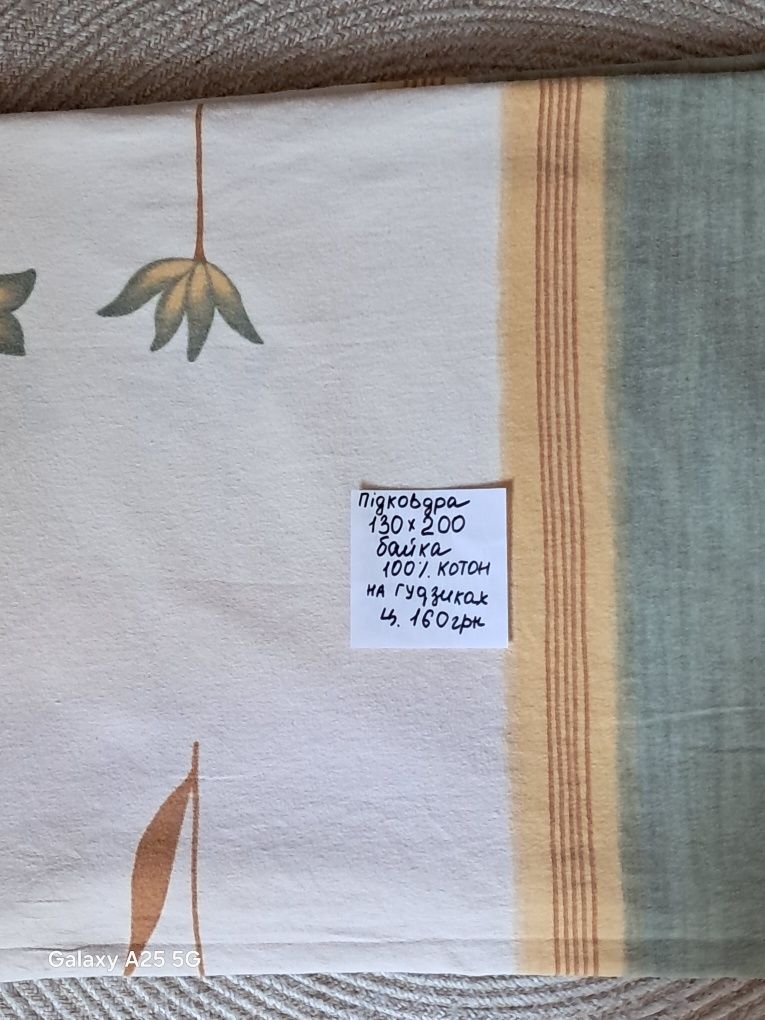 Підковдра
130 × 200
байка
100% котон
на гудзиках
ц. 160грн
Galaxy A25 5G